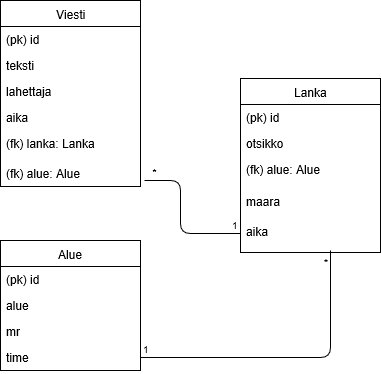 Viesti
(pk) id
teksti
lahettaja
aika
(fk) lanka: Lanka
(fk) alue: Alue
*
Lanka
(pk) id
otsikko
(fk) alue: Alue
maara
aika
1
*
Alue
(pk) id
alue
mr
time
1